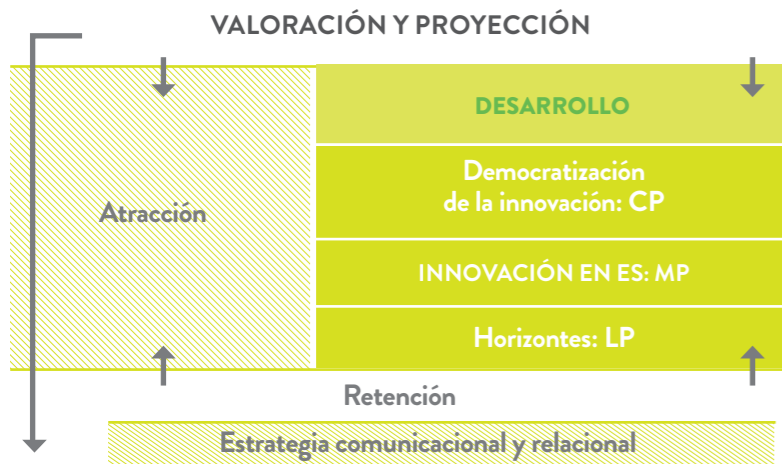 VALORACIÓN Y PROYECCIÓN
DESARROLLO
Democratización
de la innovación: CP
Atracción
INNOVACIÓN EN ES: MP
Horizontes: LP
Retención
Estrategia comunicacional y relacional